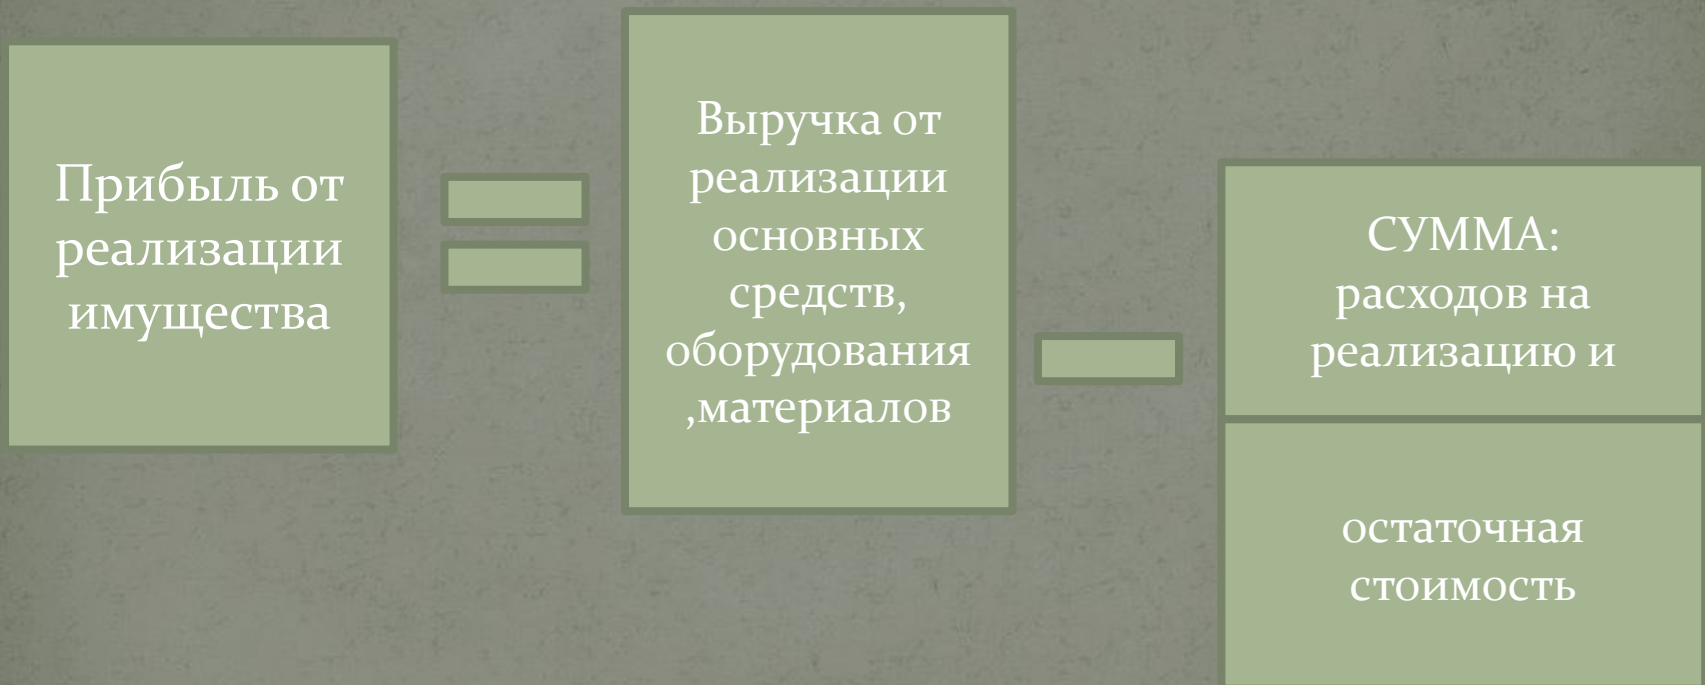 Прибыль от
реализации
имущества
Выручка от
реализации
основных
средств,
оборудования
,материалов
СУММА:
расходов на
реализацию и
остаточная
стоимость